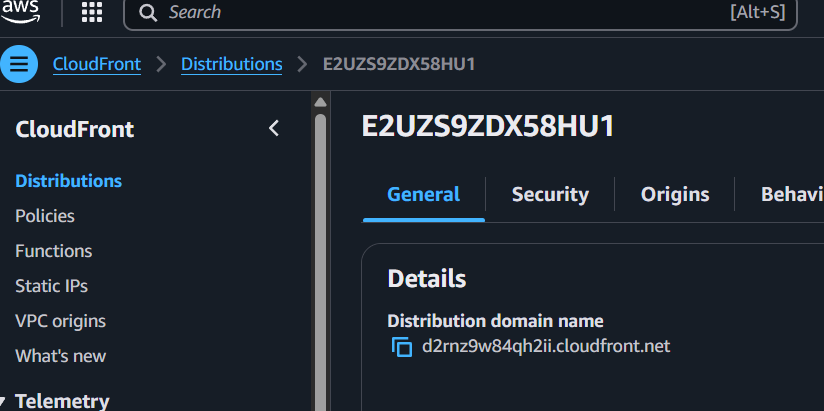 aws
Search [Alt+S]
CloudFront Distributions E2UZS9ZDX58HU1
CloudFront
Distributions
Policies
Functions
Static IPs
VPC origins
What's new
Telemetry
E2UZS9ZDX58HU1
General Security Origins Behavi
Details
Distribution domain name
d2rnz9w84qh2ii.cloudfront.net